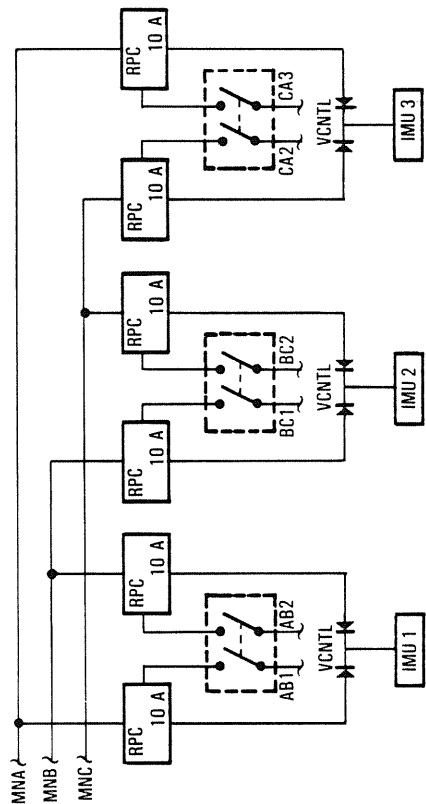 MNA
MNB
MNC
RPC
10 A
RPC
10 A
RPC
10 A
RPC
10 A
RPC
10 A
RPC
10 A
AB1
AB2
BC1
BC2
CA2
CA3
VCNTL
VCNTL
VCNTL
IMU 1
IMU 2
IMU 3